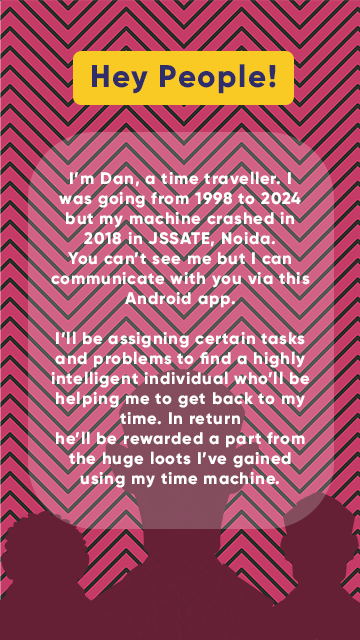 Hey People!
I'm Dan, a time traveller. I
was going from 1998 to 2024
but my machine crashed in
2018 in JSSATE, Noida.
You can't see me but I can
communicate with you via this
Android app.
I'll be assigning certain tasks
and problems to find a highly
intelligent individual who'll be
helping me to get back to my
time. In return
he'll be rewarded a part from
the huge loots I've gained
using my time machine.